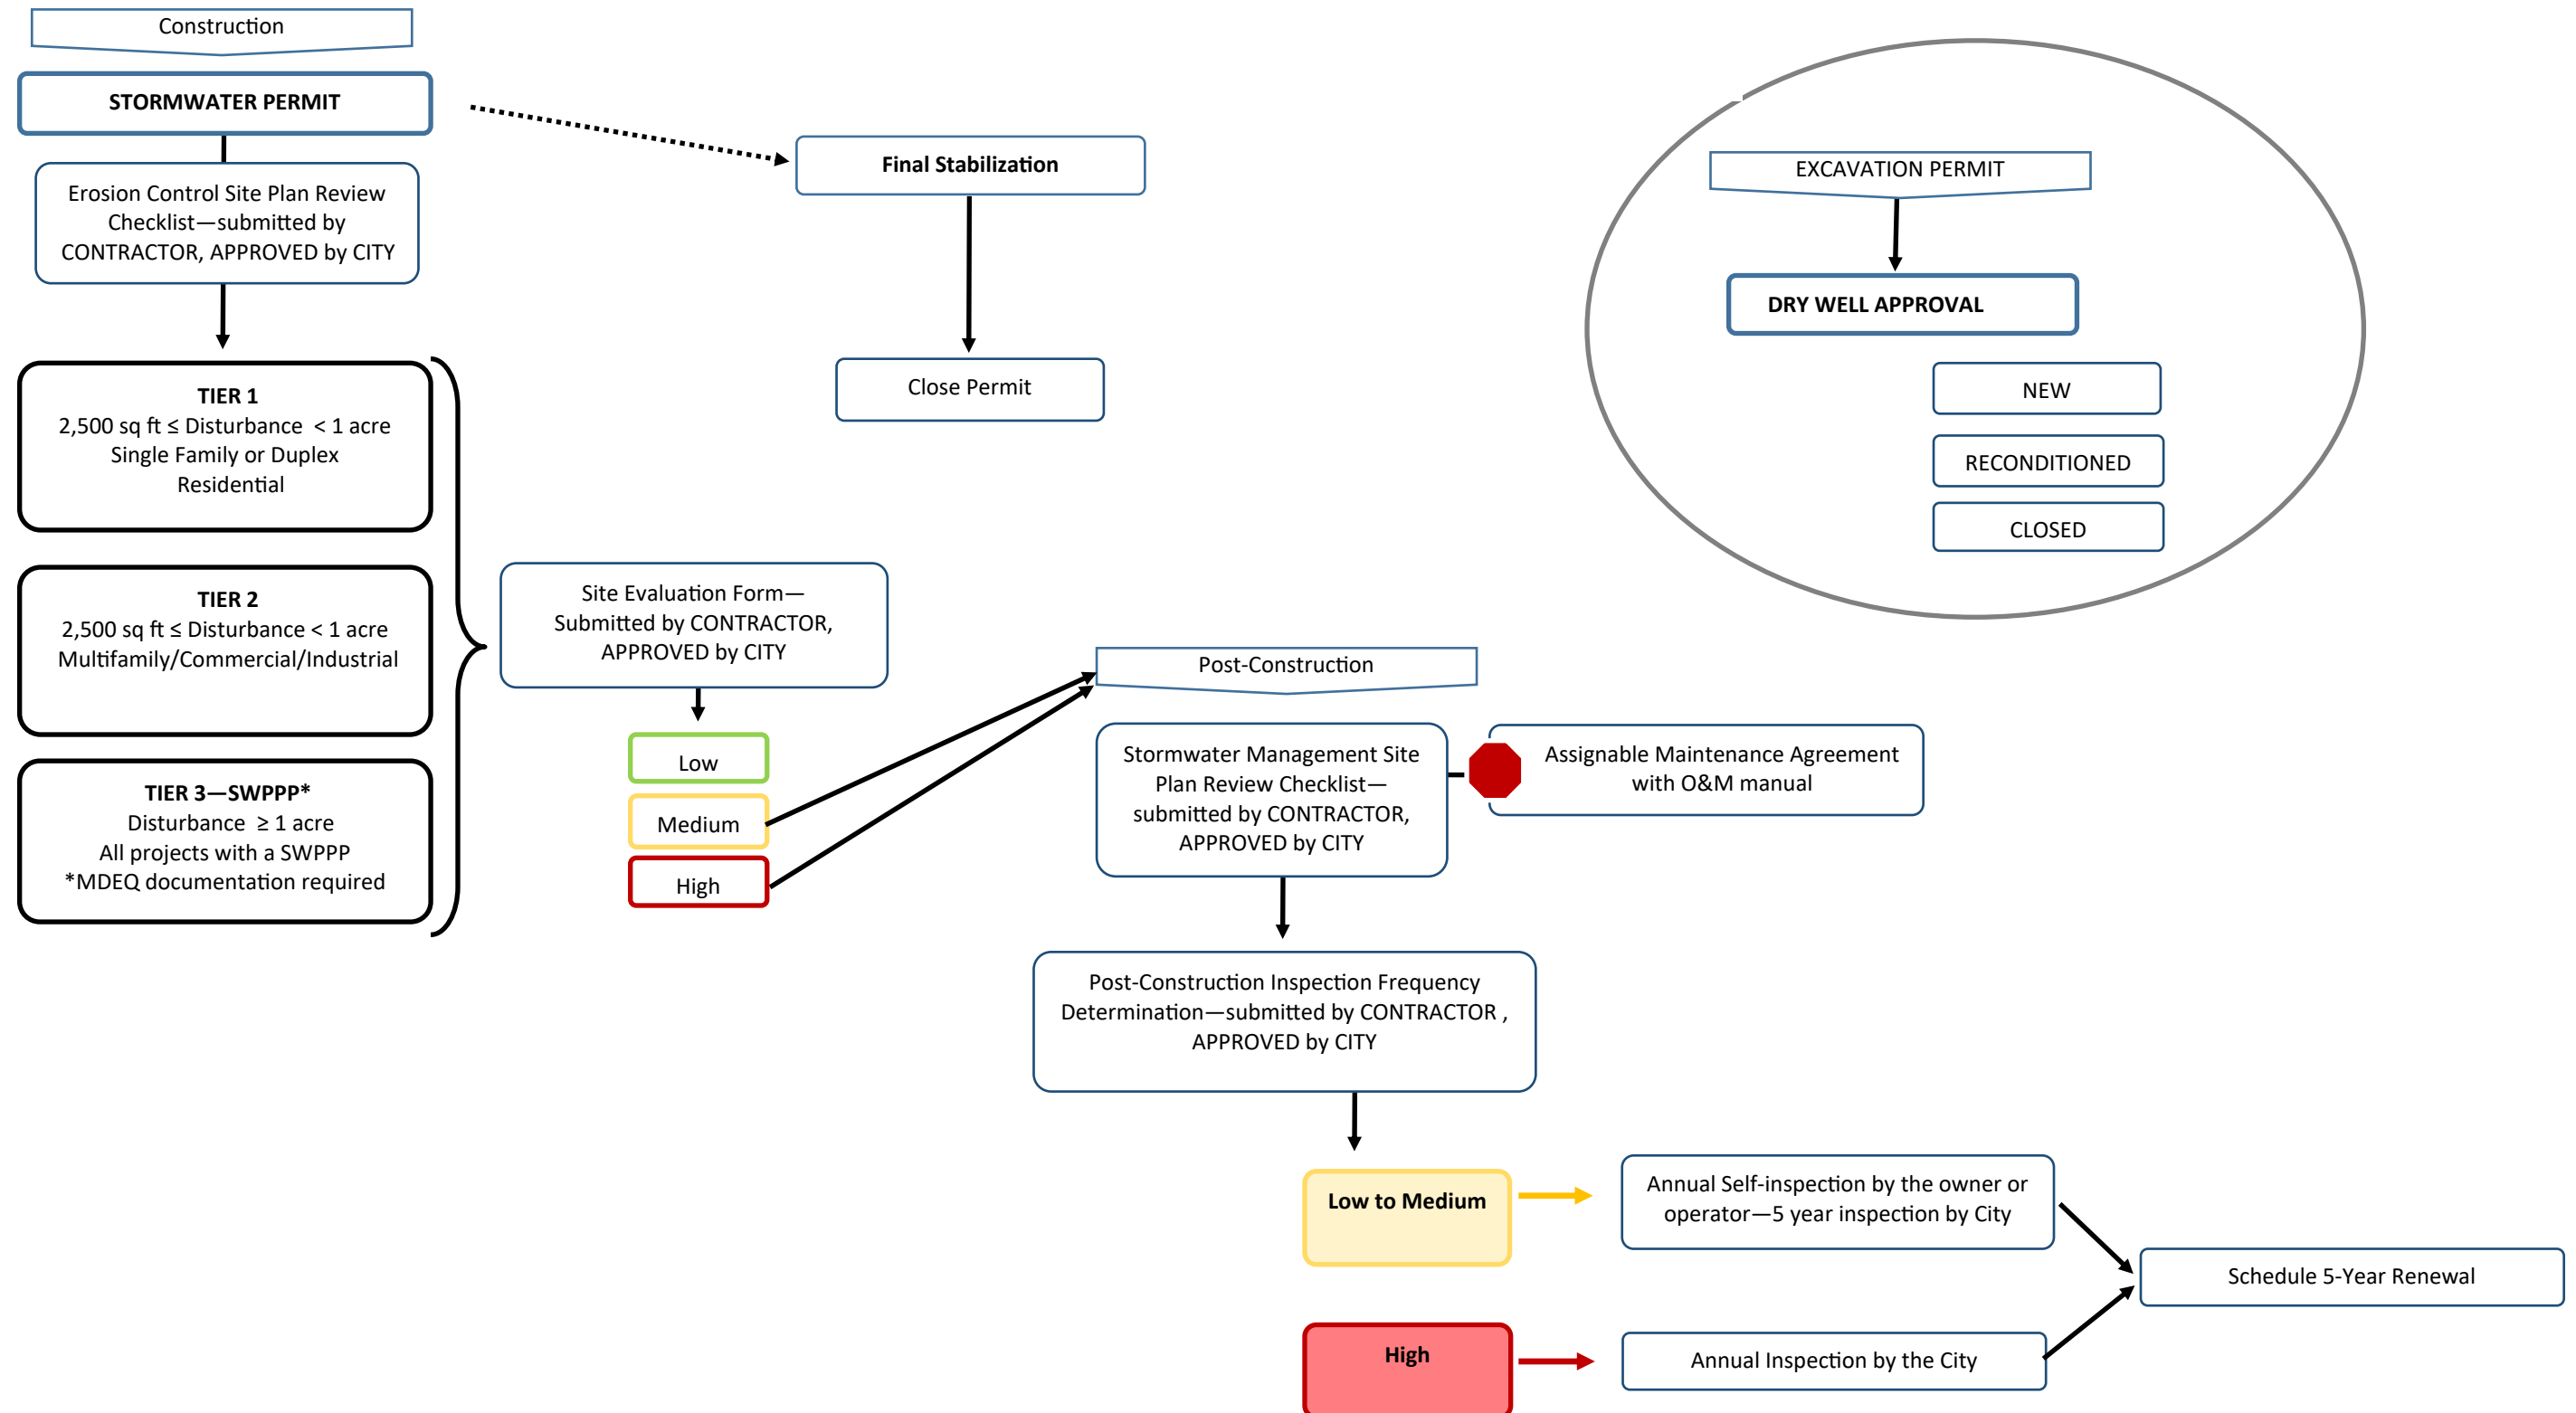 Construction
STORMWATER PERMIT
Erosion Control Site Plan Review
Checklist—submitted by
CONTRACTOR, APPROVED by CITY
TIER 1
2,500 sq ft ≤ Disturbance  < 1 acre
Single Family or Duplex
Residential
TIER 2
2,500 sq ft ≤ Disturbance < 1 acre
Multifamily/Commercial/Industrial
TIER 3—SWPPP*
Disturbance  ≥ 1 acre
All projects with a SWPPP
*MDEQ documentation required
Final Stabilization
Close Permit
Site Evaluation Form—
Submitted by CONTRACTOR,
APPROVED by CITY
Low
Medium
High
EXCAVATION PERMIT
DRY WELL APPROVAL
NEW
RECONDITIONED
CLOSED
Post-Construction
Stormwater Management Site
Plan Review Checklist—
submitted by CONTRACTOR,
APPROVED by CITY
Assignable Maintenance Agreement
with O&M manual
Post-Construction Inspection Frequency
Determination—submitted by CONTRACTOR ,
APPROVED by CITY
Low to Medium
Annual Self-inspection by the owner or
operator—5 year inspection by City
High
Annual Inspection by the City
Schedule 5-Year Renewal